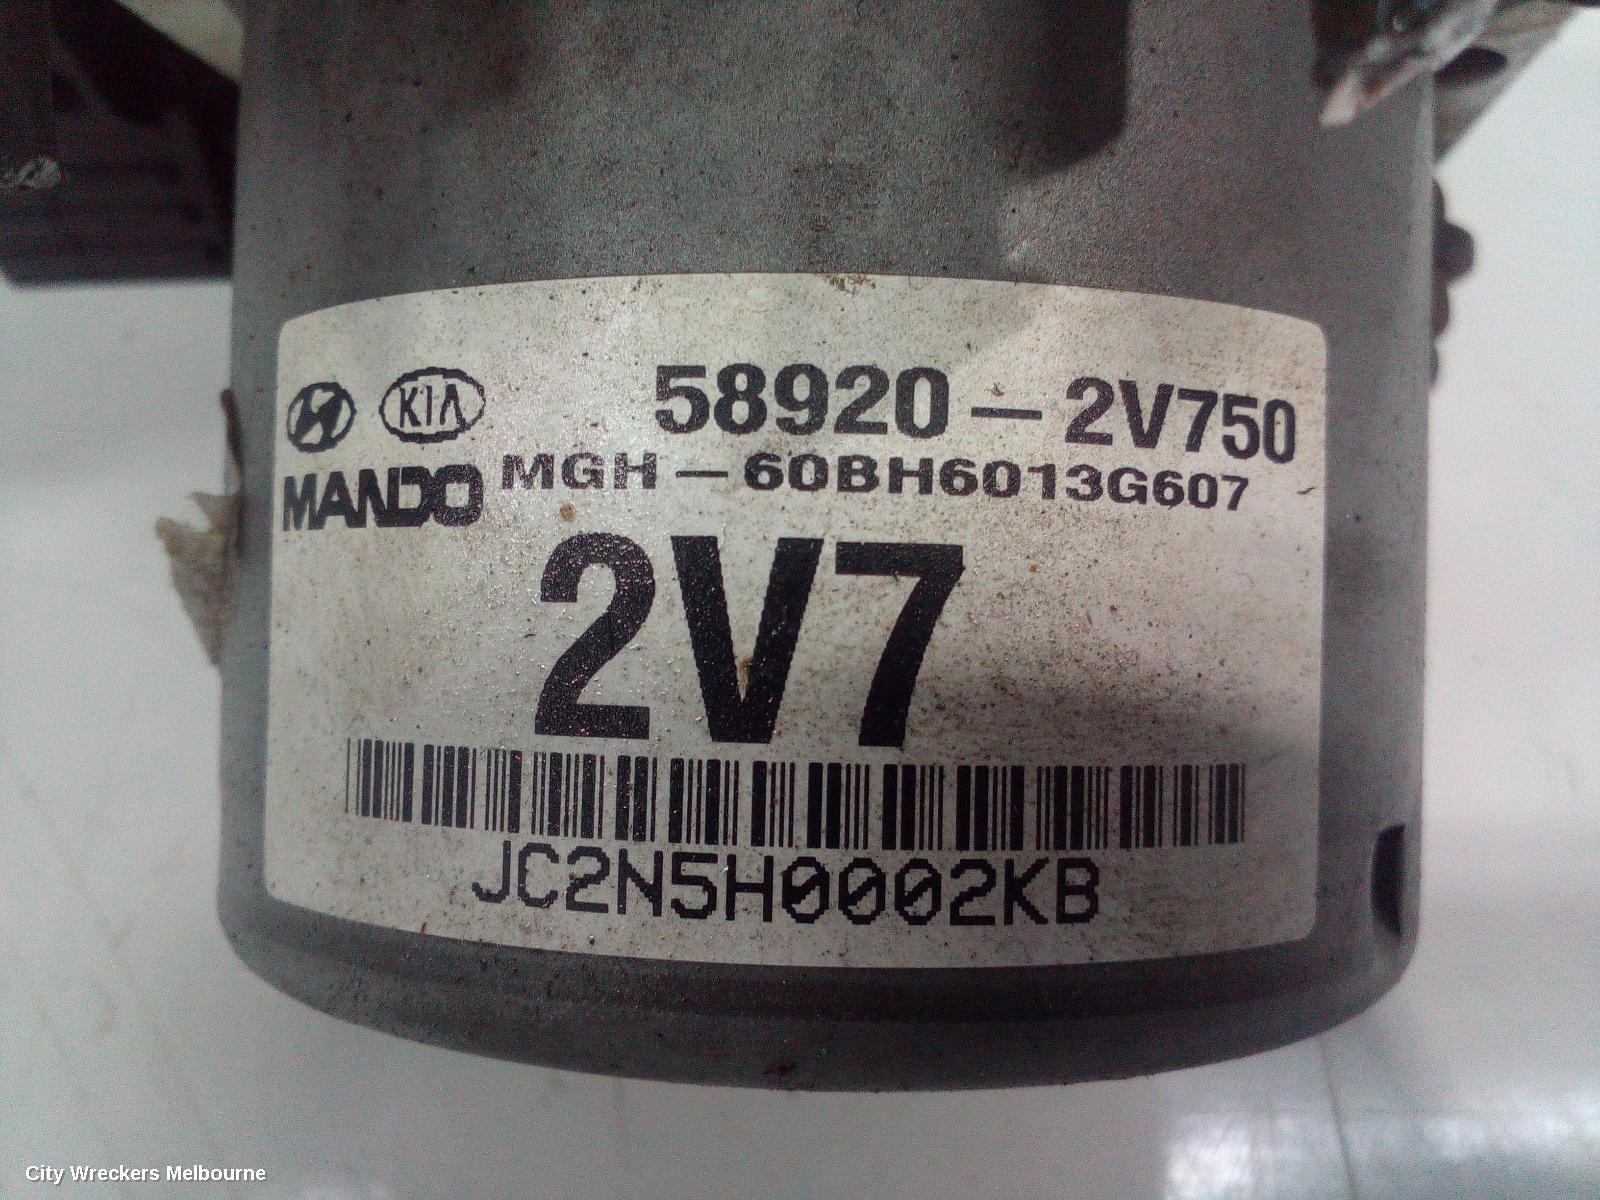 KIA 58920-2V750
MANDO MGH-60BH6013G607
2V7
JC2N5H0002KB
City Wreckers Melbourne